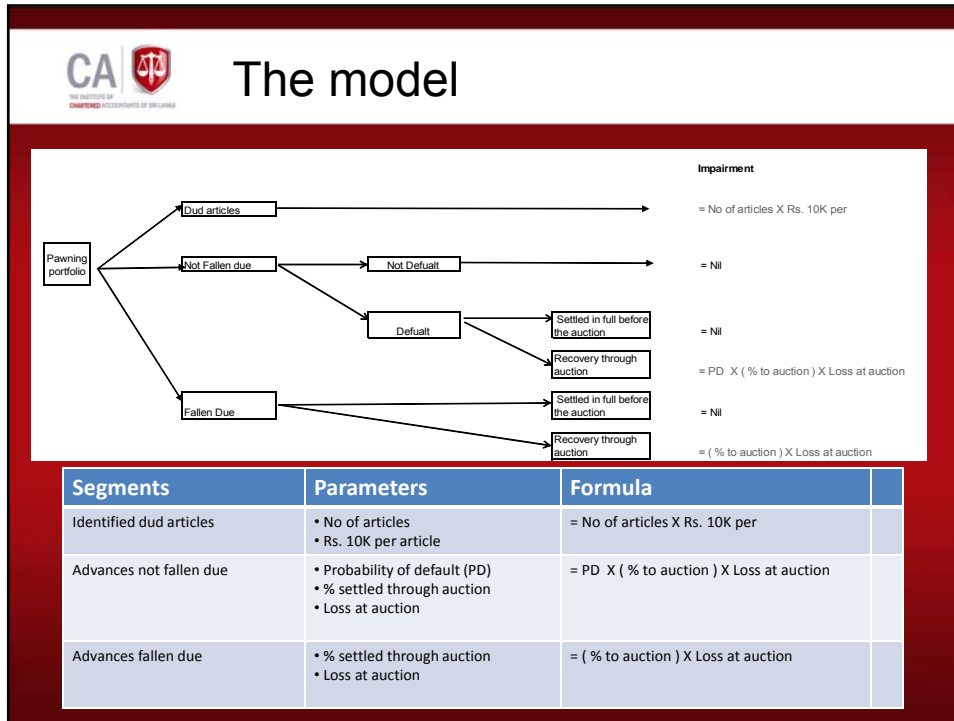 CA
THE INSTITUTE OF
CHARTERED ACCOUNTANTS OF SRI LANKA
The model
Impairment
Dud articles
= No of articles X Rs. 10K per
Pawning
portfolio
Not Fallen due
Not Defualt
= Nil
Defualt
Settled in full before
the auction
= Nil
Recovery through
auction
= PD X ( % to auction ) X Loss at auction
Fallen Due
Settled in full before
the auction
= Nil
Recovery through
auction
= ( % to auction ) X Loss at auction
Segments Parameters Formula
Identified dud articles • No of articles = No of articles X Rs. 10K per
• Rs. 10K per article
Advances not fallen due • Probability of default (PD) = PD X ( % to auction ) X Loss at auction
• % settled through auction
• Loss at auction
Advances fallen due • % settled through auction = ( % to auction ) X Loss at auction
• Loss at auction